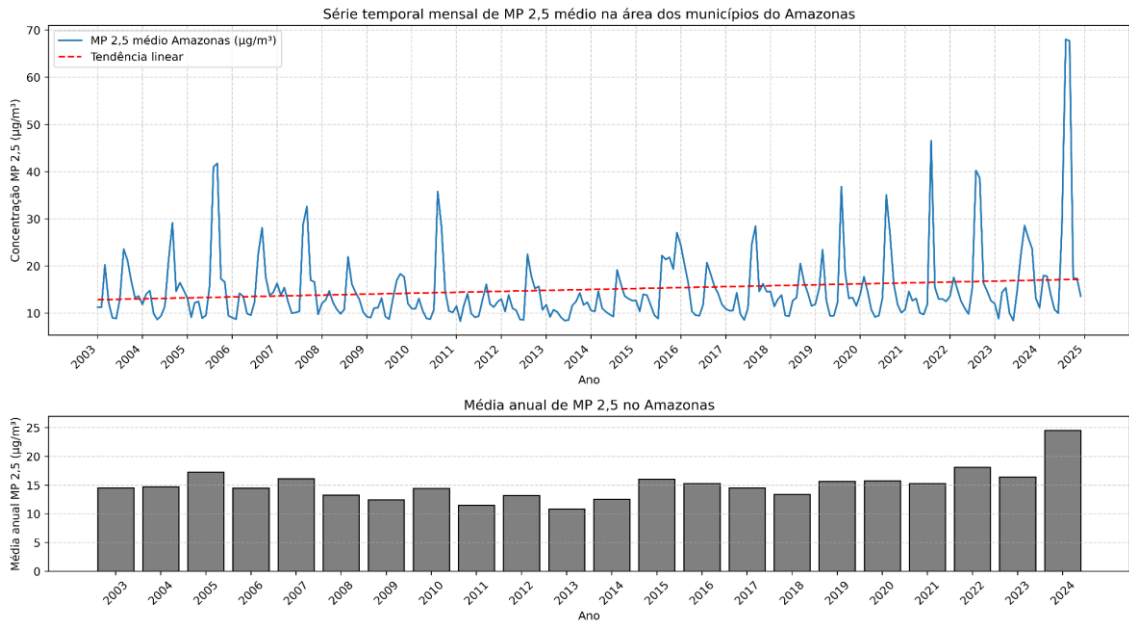 Série temporal mensal de MP 2,5 médio na área dos municípios do Amazonas
MP 2,5 médio Amazonas (µg/m³)
Tendência linear
Concentração MP 2,5 (µg/m³)
70
60
50
40
30
20
10
2003 2004 2005 2006 2007 2008 2009 2010 2011 2012 2013 2014 2015 2016 2017 2018 2019 2020 2021 2022 2023 2024 2025
Ano
Média anual de MP 2,5 no Amazonas
Média anual MP 2,5 (µg/m³)
25
20
15
10
5
0
2003 2004 2005 2006 2007 2008 2009 2010 2011 2012 2013 2014 2015 2016 2017 2018 2019 2020 2021 2022 2023 2024
Ano